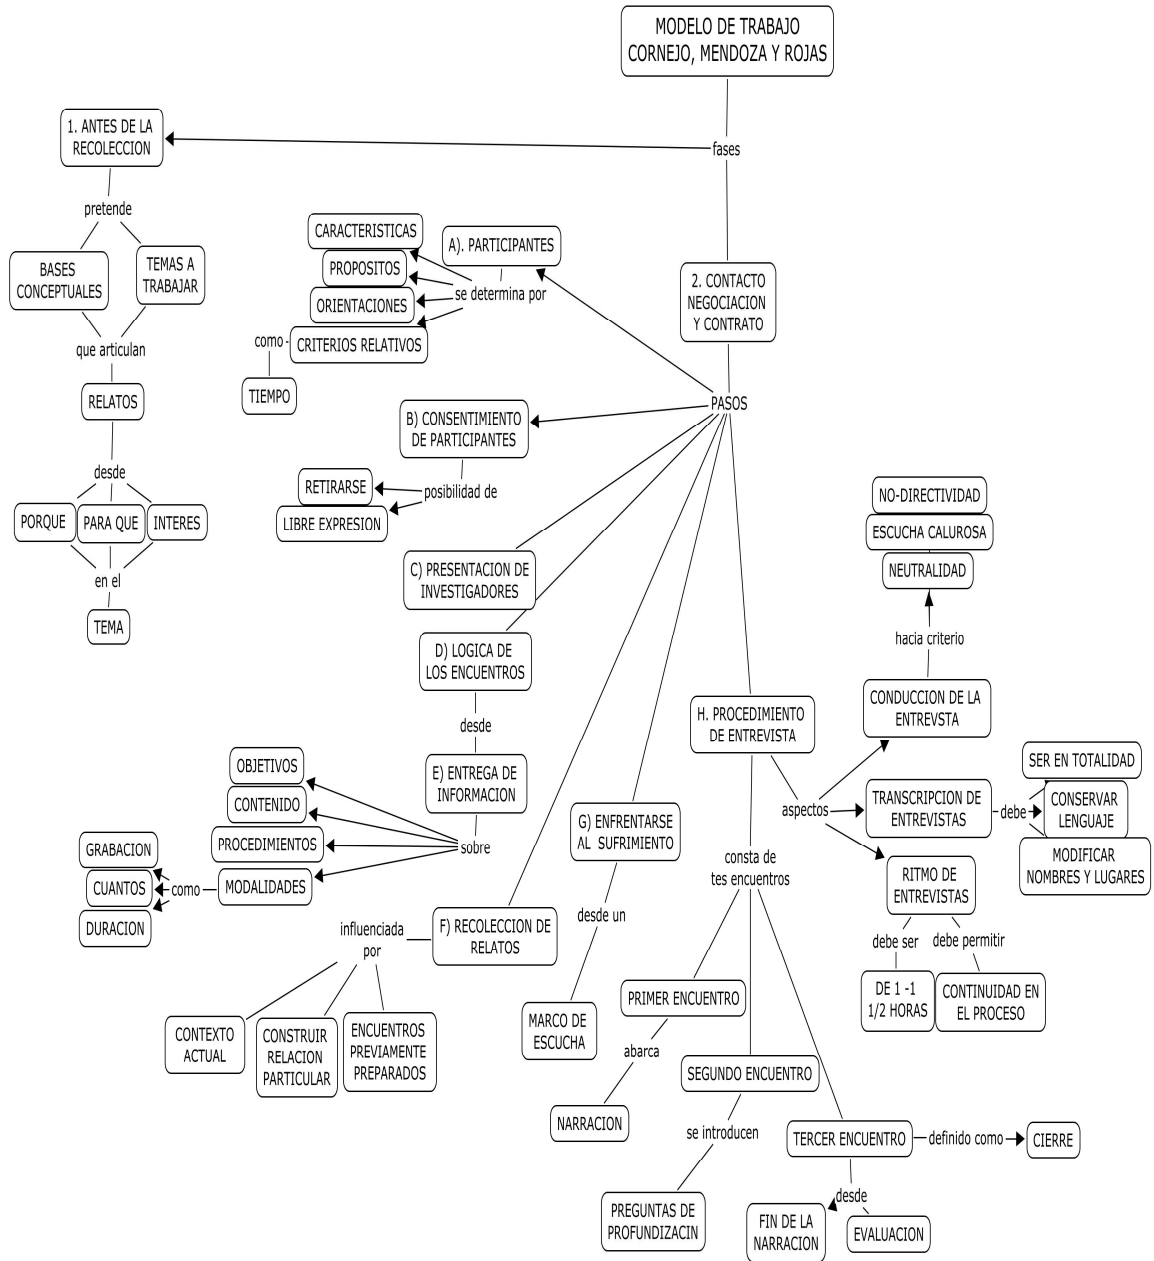 MODELO DE TRABAJO
CORNEJO, MENDOZA Y ROJAS
fases
1. ANTES DE LA
RECOLECCION
pretende
BASES
CONCEPTUALES
TEMAS A
TRABAJAR
que articulan
RELATOS
desde
PORQUE
PARA QUE
INTERES
en el
TEMA
2. CONTACTO
NEGOCIACION
Y CONTRATO
PASOS
A). PARTICIPANTES
se determina por
CARACTERISTICAS
PROPOSITOS
ORIENTACIONES
CRITERIOS RELATIVOS
como
TIEMPO
B) CONSENTIMIENTO
DE PARTICIPANTES
posibilidad de
RETIRARSE
LIBRE EXPRESION
C) PRESENTACION DE
INVESTIGADORES
D) LOGICA DE
LOS ENCUENTROS
desde
E) ENTREGA DE
INFORMACION
sobre
OBJETIVOS
CONTENIDO
PROCEDIMIENTOS
MODALIDADES
como
GRABACION
CUANTOS
DURACION
F) RECOLECCION DE
RELATOS
influenciada
por
CONTEXTO
ACTUAL
CONSTRUIR
RELACION
PARTICULAR
ENCUENTROS
PREVIAMENTE
PREPARADOS
G) ENFRENTARSE
AL SUFRIMIENTO
desde un
MARCO DE
ESCUCHA
H. PROCEDIMIENTO
DE ENTREVISTA
aspectos
CONDUCCION DE LA
ENTREVSTA
hacia criterio
NEUTRALIDAD
ESCUCHA CALUROSA
NO-DIRECTIVIDAD
TRANSCRIPCION DE
ENTREVISTAS
debe
SER EN TOTALIDAD
CONSERVAR
LENGUAJE
MODIFICAR
NOMBRES Y LUGARES
RITMO DE
ENTREVISTAS
debe ser
DE 1 -1
1/2 HORAS
debe permitir
CONTINUIDAD EN
EL PROCESO
consta de
tes encuentros
PRIMER ENCUENTRO
abarca
NARRACION
SEGUNDO ENCUENTRO
se introducen
PREGUNTAS DE
PROFUNDIZACIN
TERCER ENCUENTRO
definido como
CIERRE
desde
FIN DE LA
NARRACION
EVALUACION